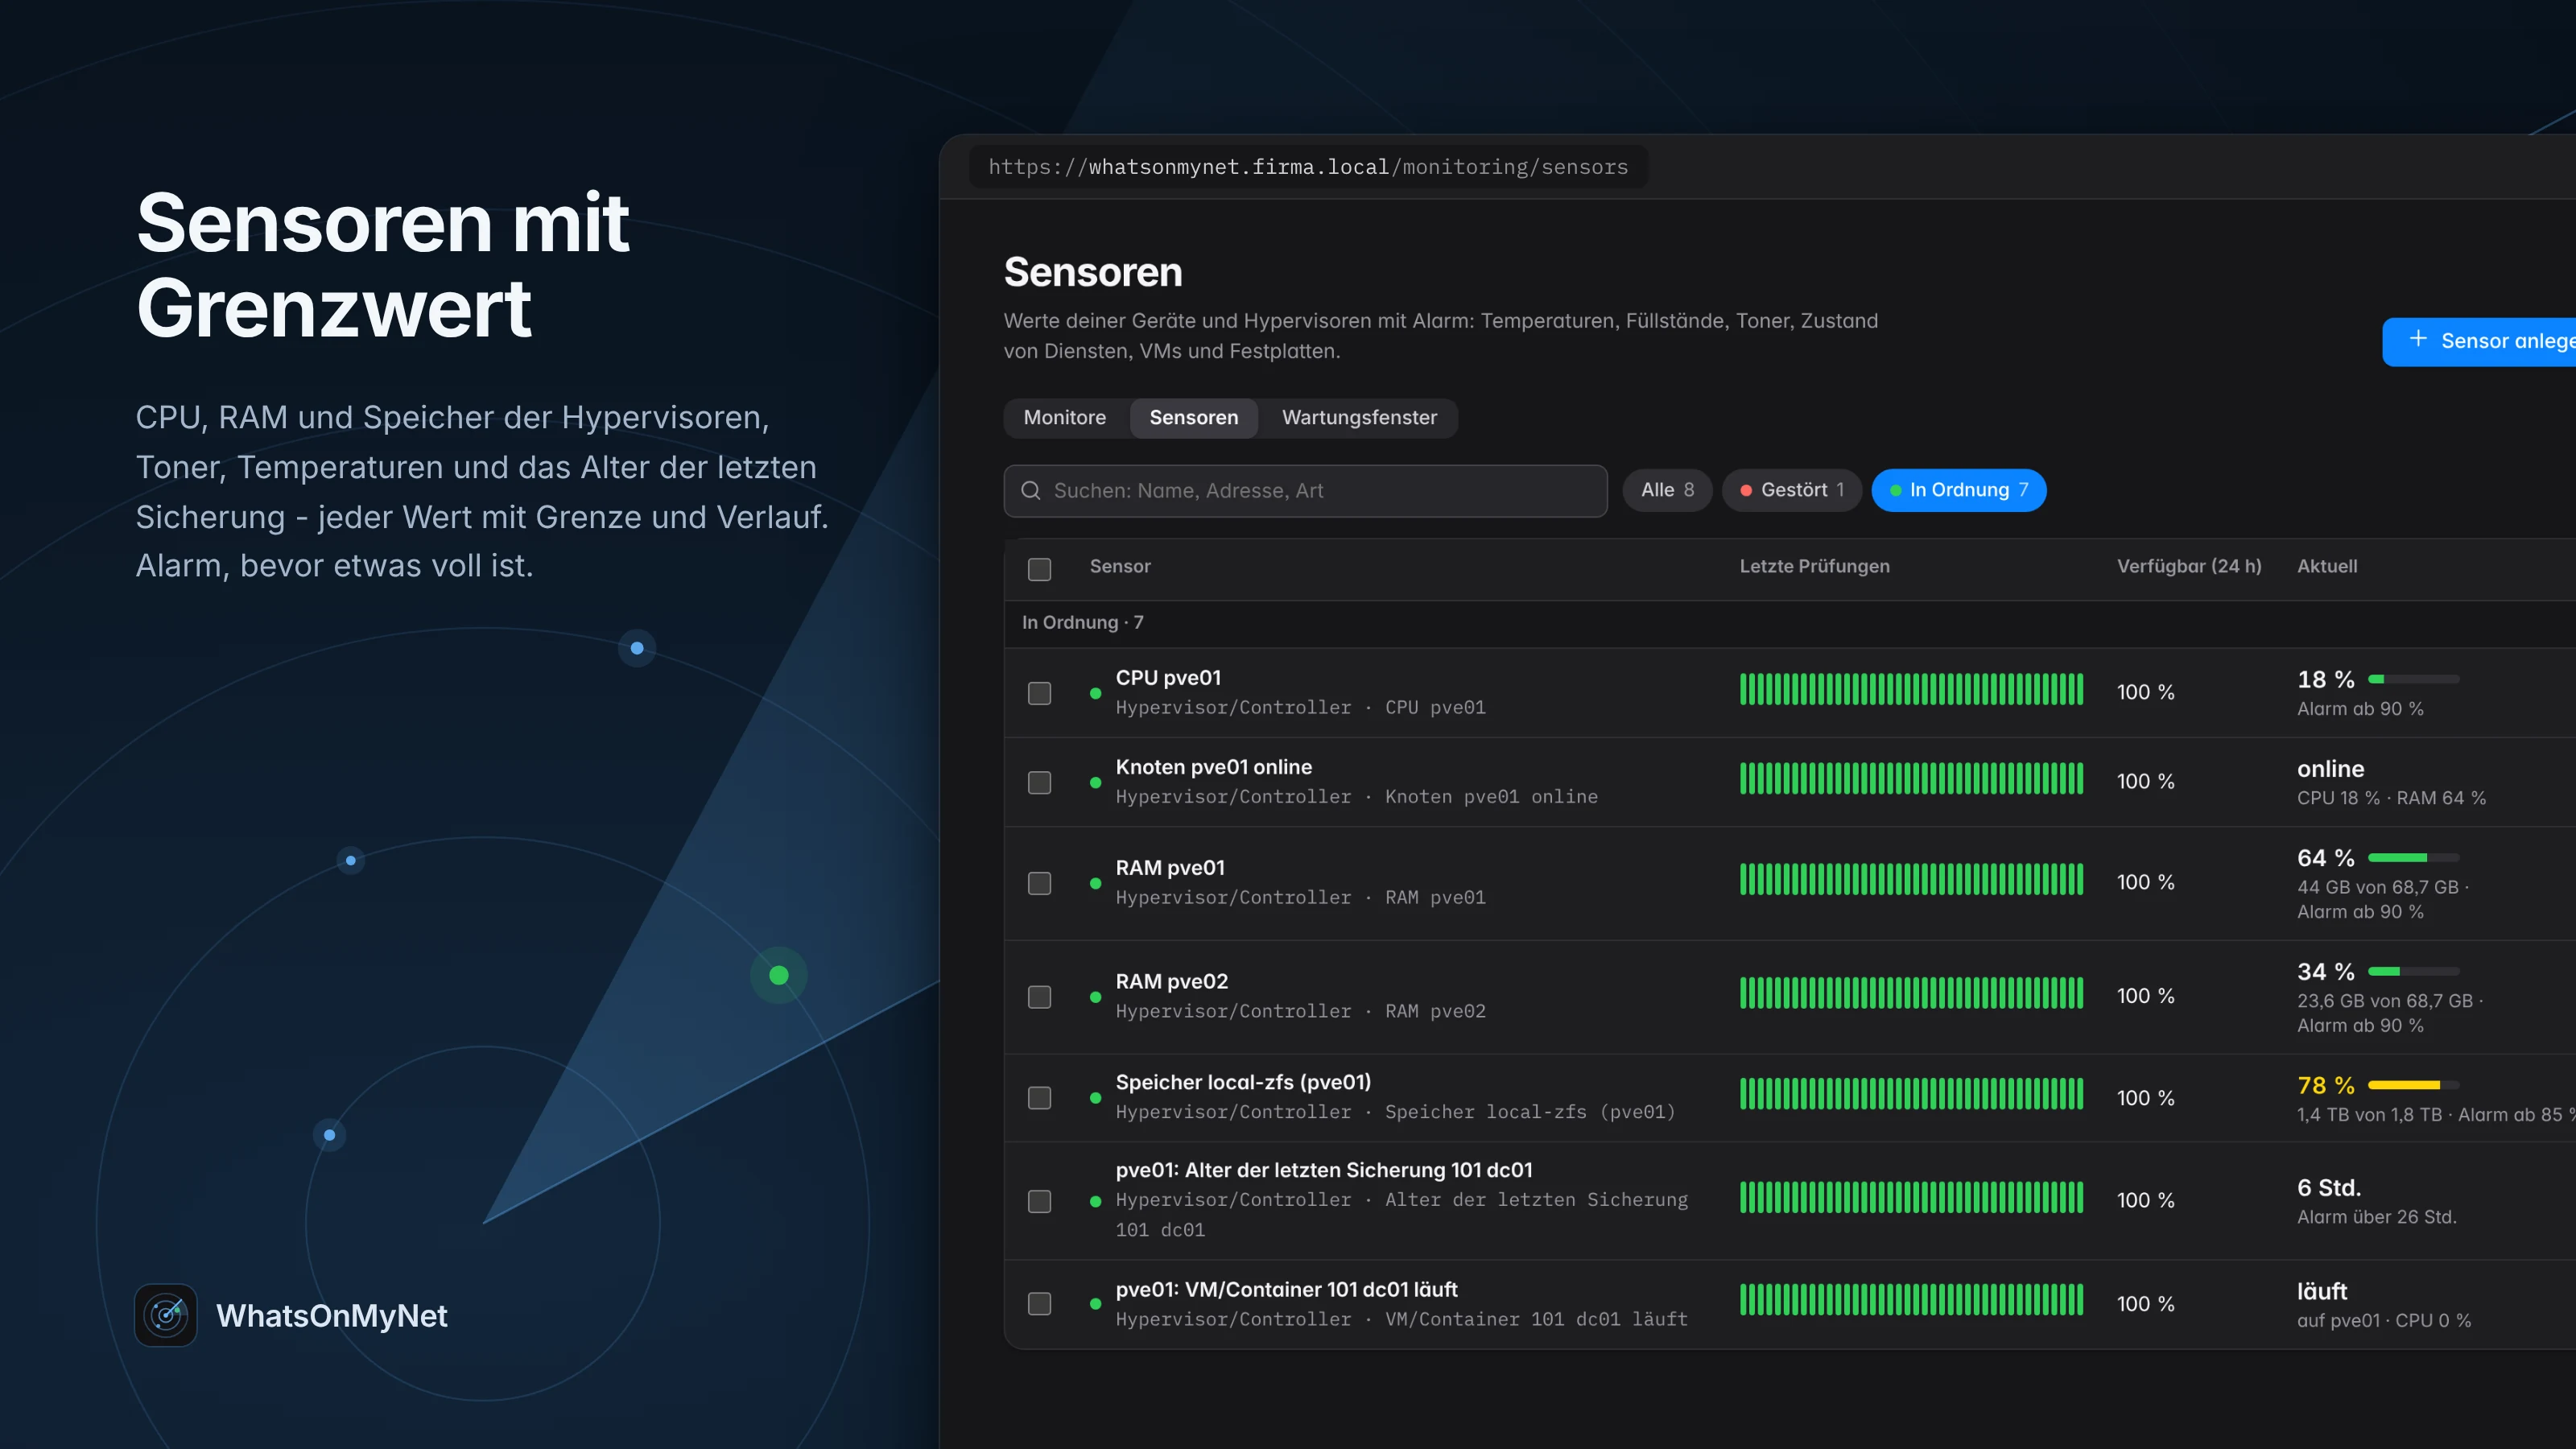 Sensoren mit
Grenzwert
CPU, RAM und Speicher der Hypervisoren,
Toner, Temperaturen und das Alter der letzten
Sicherung - jeder Wert mit Grenze und Verlauf.
Alarm, bevor etwas voll ist.
WhatsOnMyNet
https://whatsonmynet.firma.local/monitoring/sensors
Sensoren
Werte deiner Geräte und Hypervisoren mit Alarm: Temperaturen, Füllstände, Toner, Zustand
von Diensten, VMs und Festplatten.
+ Sensor anlege
Monitore Sensoren Wartungsfenster
Suchen: Name, Adresse, Art
Alle 8 Gestört 1 In Ordnung 7
Sensor Letzte Prüfungen Verfügbar (24 h) Aktuell
In Ordnung · 7
CPU pve01
Hypervisor/Controller · CPU pve01
100 %
18 %
Alarm ab 90 %
Knoten pve01 online
Hypervisor/Controller · Knoten pve01 online
100 %
online
CPU 18 % · RAM 64 %
RAM pve01
Hypervisor/Controller · RAM pve01
100 %
64 %
44 GB von 68,7 GB ·
Alarm ab 90 %
RAM pve02
Hypervisor/Controller · RAM pve02
100 %
34 %
23,6 GB von 68,7 GB ·
Alarm ab 90 %
Speicher local-zfs (pve01)
Hypervisor/Controller · Speicher local-zfs (pve01)
100 %
78 %
1,4 TB von 1,8 TB · Alarm ab 85 %
pve01: Alter der letzten Sicherung 101 dc01
Hypervisor/Controller · Alter der letzten Sicherung
101 dc01
100 %
6 Std.
Alarm über 26 Std.
pve01: VM/Container 101 dc01 läuft
Hypervisor/Controller · VM/Container 101 dc01 läuft
100 %
läuft
auf pve01 · CPU 0 %